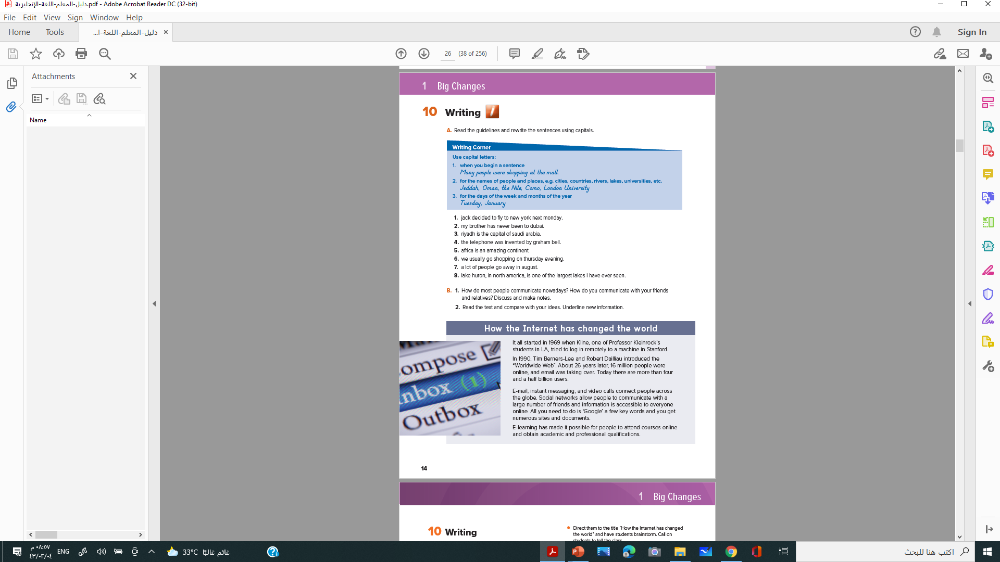 دليل-المعلم-اللغة-الإنجليزية.pdf - Adobe Acrobat Reader DC (32-bit)
File Edit View Sign Window Help
Home Tools دليل-المعلم-اللغة-ا... × Sign In
26 (38 of 256)
Attachments
Name
1 Big Changes
10 Writing
A. Read the guidelines and rewrite the sentences using capitals.
Writing Corner
Use capital letters:
1. when you begin a sentence
Many people were shopping at the mall.
2. for the names of people and places, e.g. cities, countries, rivers, lakes, universities, etc.
Jeddah, Oman, the Nile, Como, London University
3. for the days of the week and months of the year
Tuesday, January
1. jack decided to fly to new york next monday.
2. my brother has never been to dubai.
3. riyadh is the capital of saudi arabia.
4. the telephone was invented by graham bell.
5. africa is an amazing continent.
6. we usually go shopping on thursday evening.
7. a lot of people go away in august.
8. lake huron, in north america, is one of the largest lakes I have ever seen.
B. 1. How do most people communicate nowadays? How do you communicate with your friends
and relatives? Discuss and make notes.
2. Read the text and compare with your ideas. Underline new information.
How the Internet has changed the world
It all started in 1969 when Kline, one of Professor Kleinrock's
students in LA, tried to log in remotely to a machine in Stanford.
In 1990, Tim Berners-Lee and Robert Dailliau introduced the
“Worldwide Web”. About 26 years later, 16 million people were
online, and email was taking over. Today there are more than four
and a half billion users.
E-mail, instant messaging, and video calls connect people across
the globe. Social networks allow people to communicate with a
large number of friends and information is accessible to everyone
online. All you need to do is ‘Google’ a few key words and you get
numerous sites and documents.
E-learning has made it possible for people to attend courses online
and obtain academic and professional qualifications.
ompose
nbox (1)
Outbox
14
1 Big Changes
10 Writing
• Direct them to the title “How the Internet has changed
the world” and have students brainstorm. Call on
students to tell the class
٠٨:٥٧ م
٤٣/٠٢/٠٤
ENG
33°C غائم غالبًا
اكتب هنا للبحث